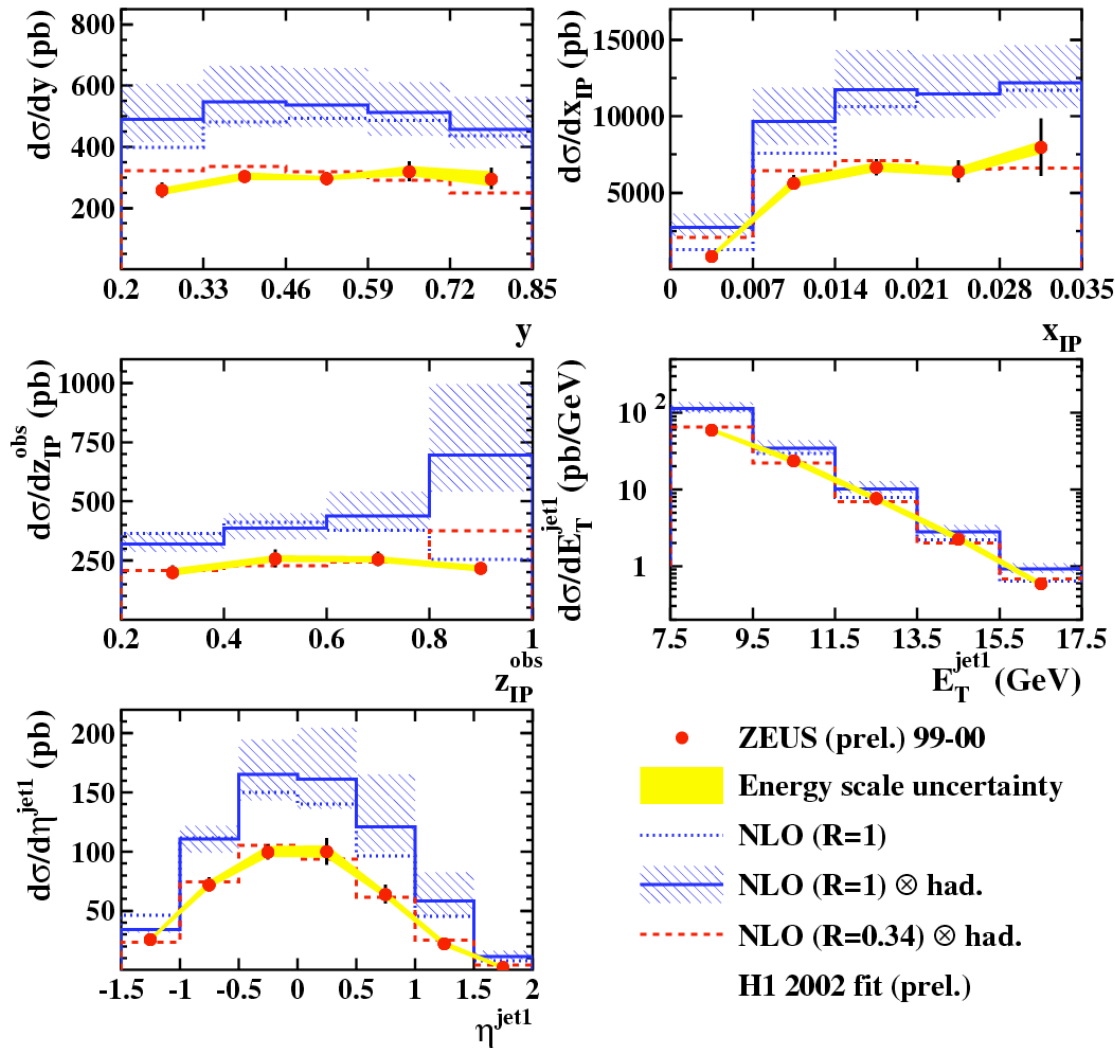 dσ/dy (pb)
800
600
400
200
0.2 0.33 0.46 0.59 0.72 0.85
y
dσ/dx_IP (pb)
15000
10000
5000
0 0.007 0.014 0.021 0.028 0.035
x_IP
dσ/dz_IP^obs (pb)
1000
750
500
250
0.2 0.4 0.6 0.8 1
z_IP^obs
dσ/dE_T^jet1 (pb/GeV)
10^2
10
1
7.5 9.5 11.5 13.5 15.5 17.5
E_T^jet1 (GeV)
dσ/dη^jet1 (pb)
200
150
100
50
-1.5 -1 -0.5 0 0.5 1 1.5 2
η^jet1
ZEUS (prel.) 99-00
Energy scale uncertainty
NLO (R=1)
NLO (R=1) ⊗ had.
NLO (R=0.34) ⊗ had.
H1 2002 fit (prel.)